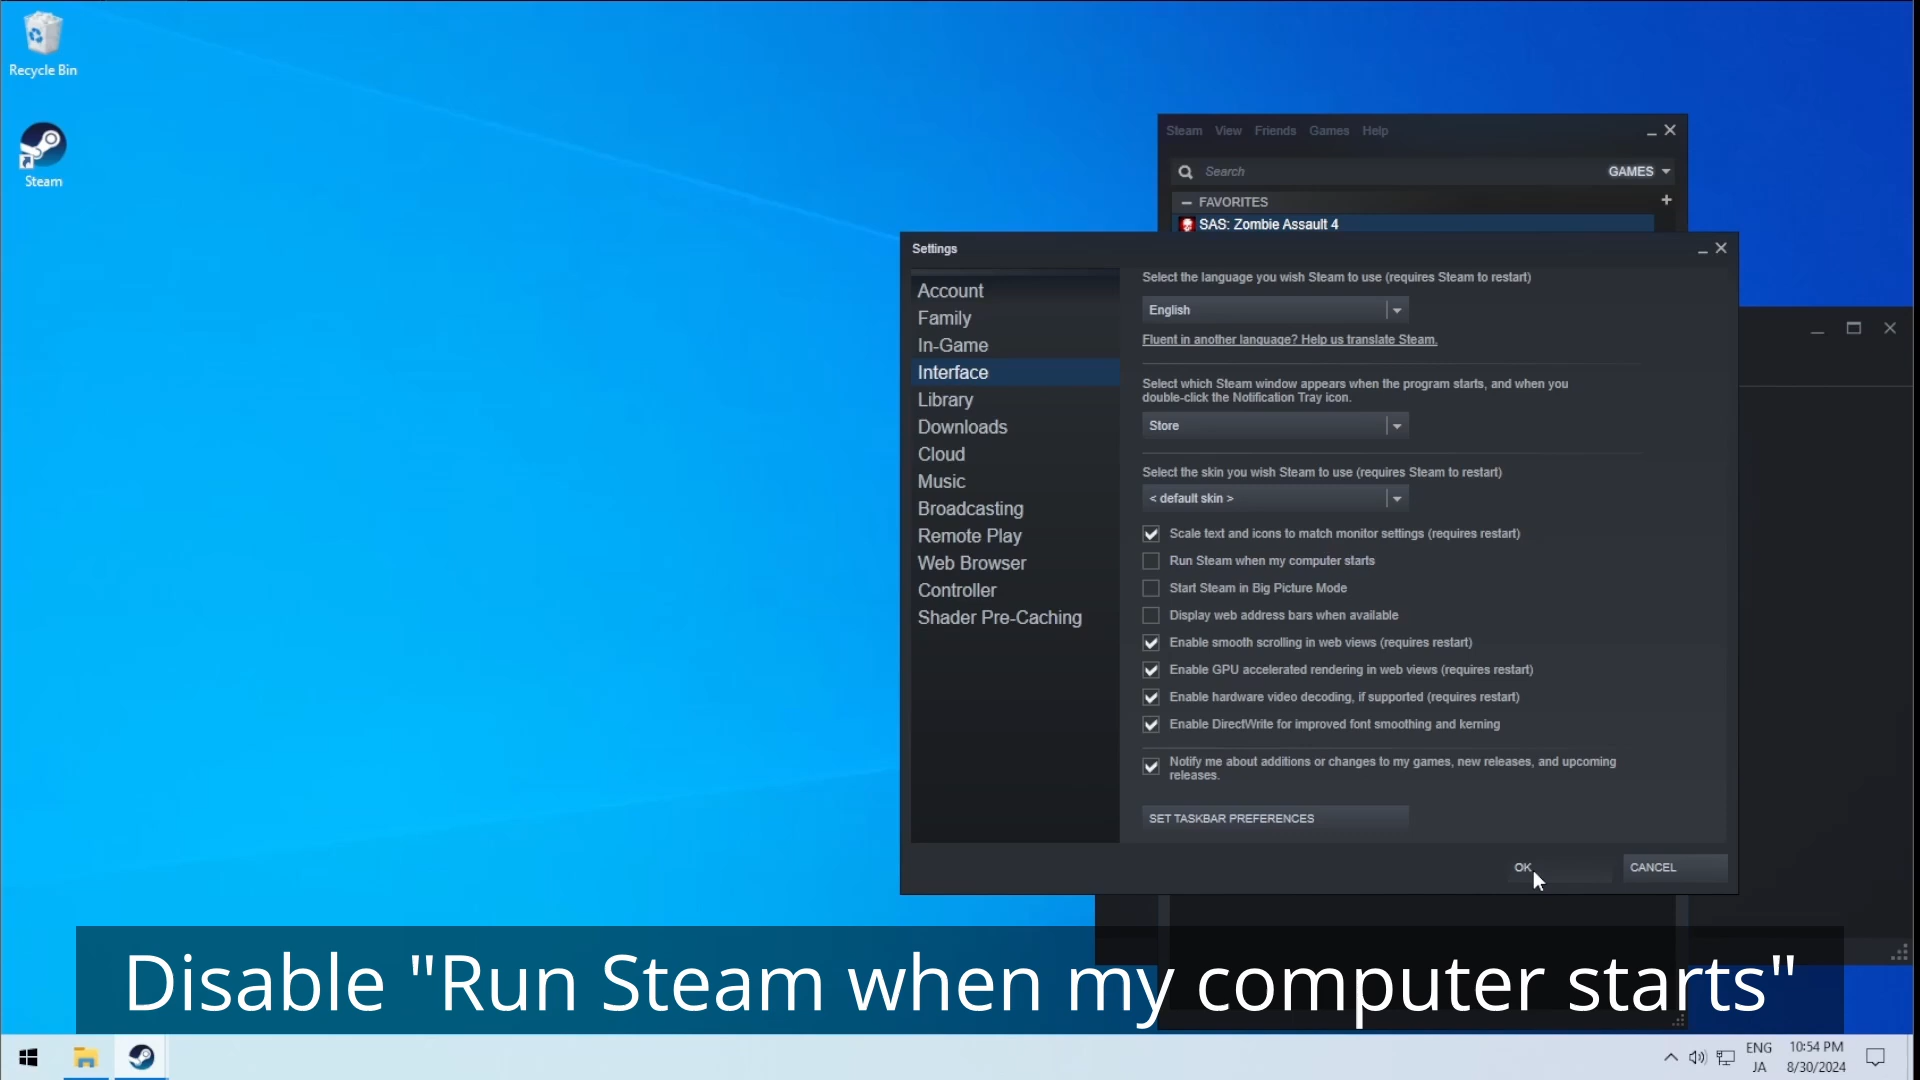 Recycle Bin
Steam
Steam View Friends Games Help
Search
GAMES
FAVORITES
SAS: Zombie Assault 4
Settings
Account
Family
In-Game
Interface
Library
Downloads
Cloud
Music
Broadcasting
Remote Play
Web Browser
Controller
Shader Pre-Caching
Select the language you wish Steam to use (requires Steam to restart)
English
Fluent in another language? Help us translate Steam.
Select which Steam window appears when the program starts, and when you
double-click the Notification Tray icon.
Store
Select the skin you wish Steam to use (requires Steam to restart)
< default skin >
Scale text and icons to match monitor settings (requires restart)
Run Steam when my computer starts
Start Steam in Big Picture Mode
Display web address bars when available
Enable smooth scrolling in web views (requires restart)
Enable GPU accelerated rendering in web views (requires restart)
Enable hardware video decoding, if supported (requires restart)
Enable DirectWrite for improved font smoothing and kerning
Notify me about additions or changes to my games, new releases, and upcoming
releases.
SET TASKBAR PREFERENCES
OK
CANCEL
Disable "Run Steam when my computer starts"
ENG
JA
10:54 PM
8/30/2024